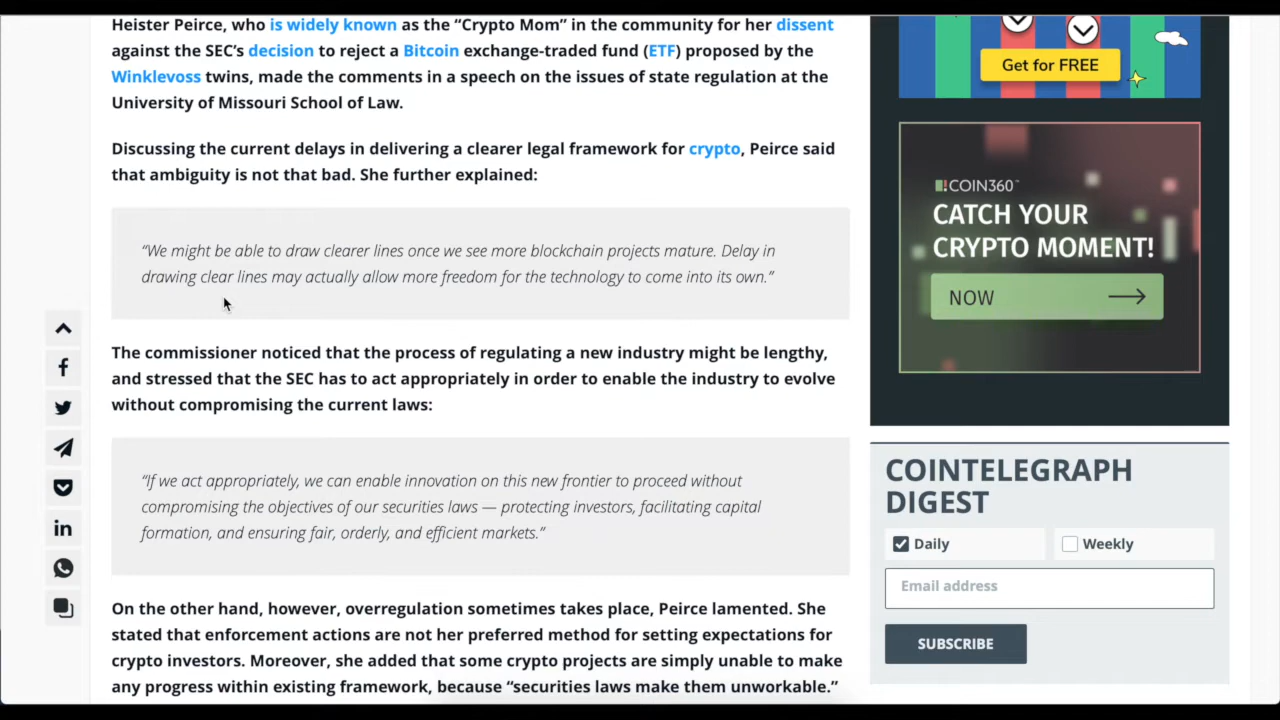 Heister Peirce, who is widely known as the “Crypto Mom” in the community for her dissent
against the SEC’s decision to reject a Bitcoin exchange-traded fund (ETF) proposed by the
Winklevoss twins, made the comments in a speech on the issues of state regulation at the
University of Missouri School of Law.
Discussing the current delays in delivering a clearer legal framework for crypto, Peirce said
that ambiguity is not that bad. She further explained:
“We might be able to draw clearer lines once we see more blockchain projects mature. Delay in
drawing clear lines may actually allow more freedom for the technology to come into its own.”
The commissioner noticed that the process of regulating a new industry might be lengthy,
and stressed that the SEC has to act appropriately in order to enable the industry to evolve
without compromising the current laws:
“If we act appropriately, we can enable innovation on this new frontier to proceed without
compromising the objectives of our securities laws — protecting investors, facilitating capital
formation, and ensuring fair, orderly, and efficient markets.”
On the other hand, however, overregulation sometimes takes place, Peirce lamented. She
stated that enforcement actions are not her preferred method for setting expectations for
crypto investors. Moreover, she added that some crypto projects are simply unable to make
any progress within existing framework, because “securities laws make them unworkable.”
Get for FREE
COIN360™
CATCH YOUR
CRYPTO MOMENT!
NOW
COINTELEGRAPH
DIGEST
Daily
Weekly
Email address
SUBSCRIBE